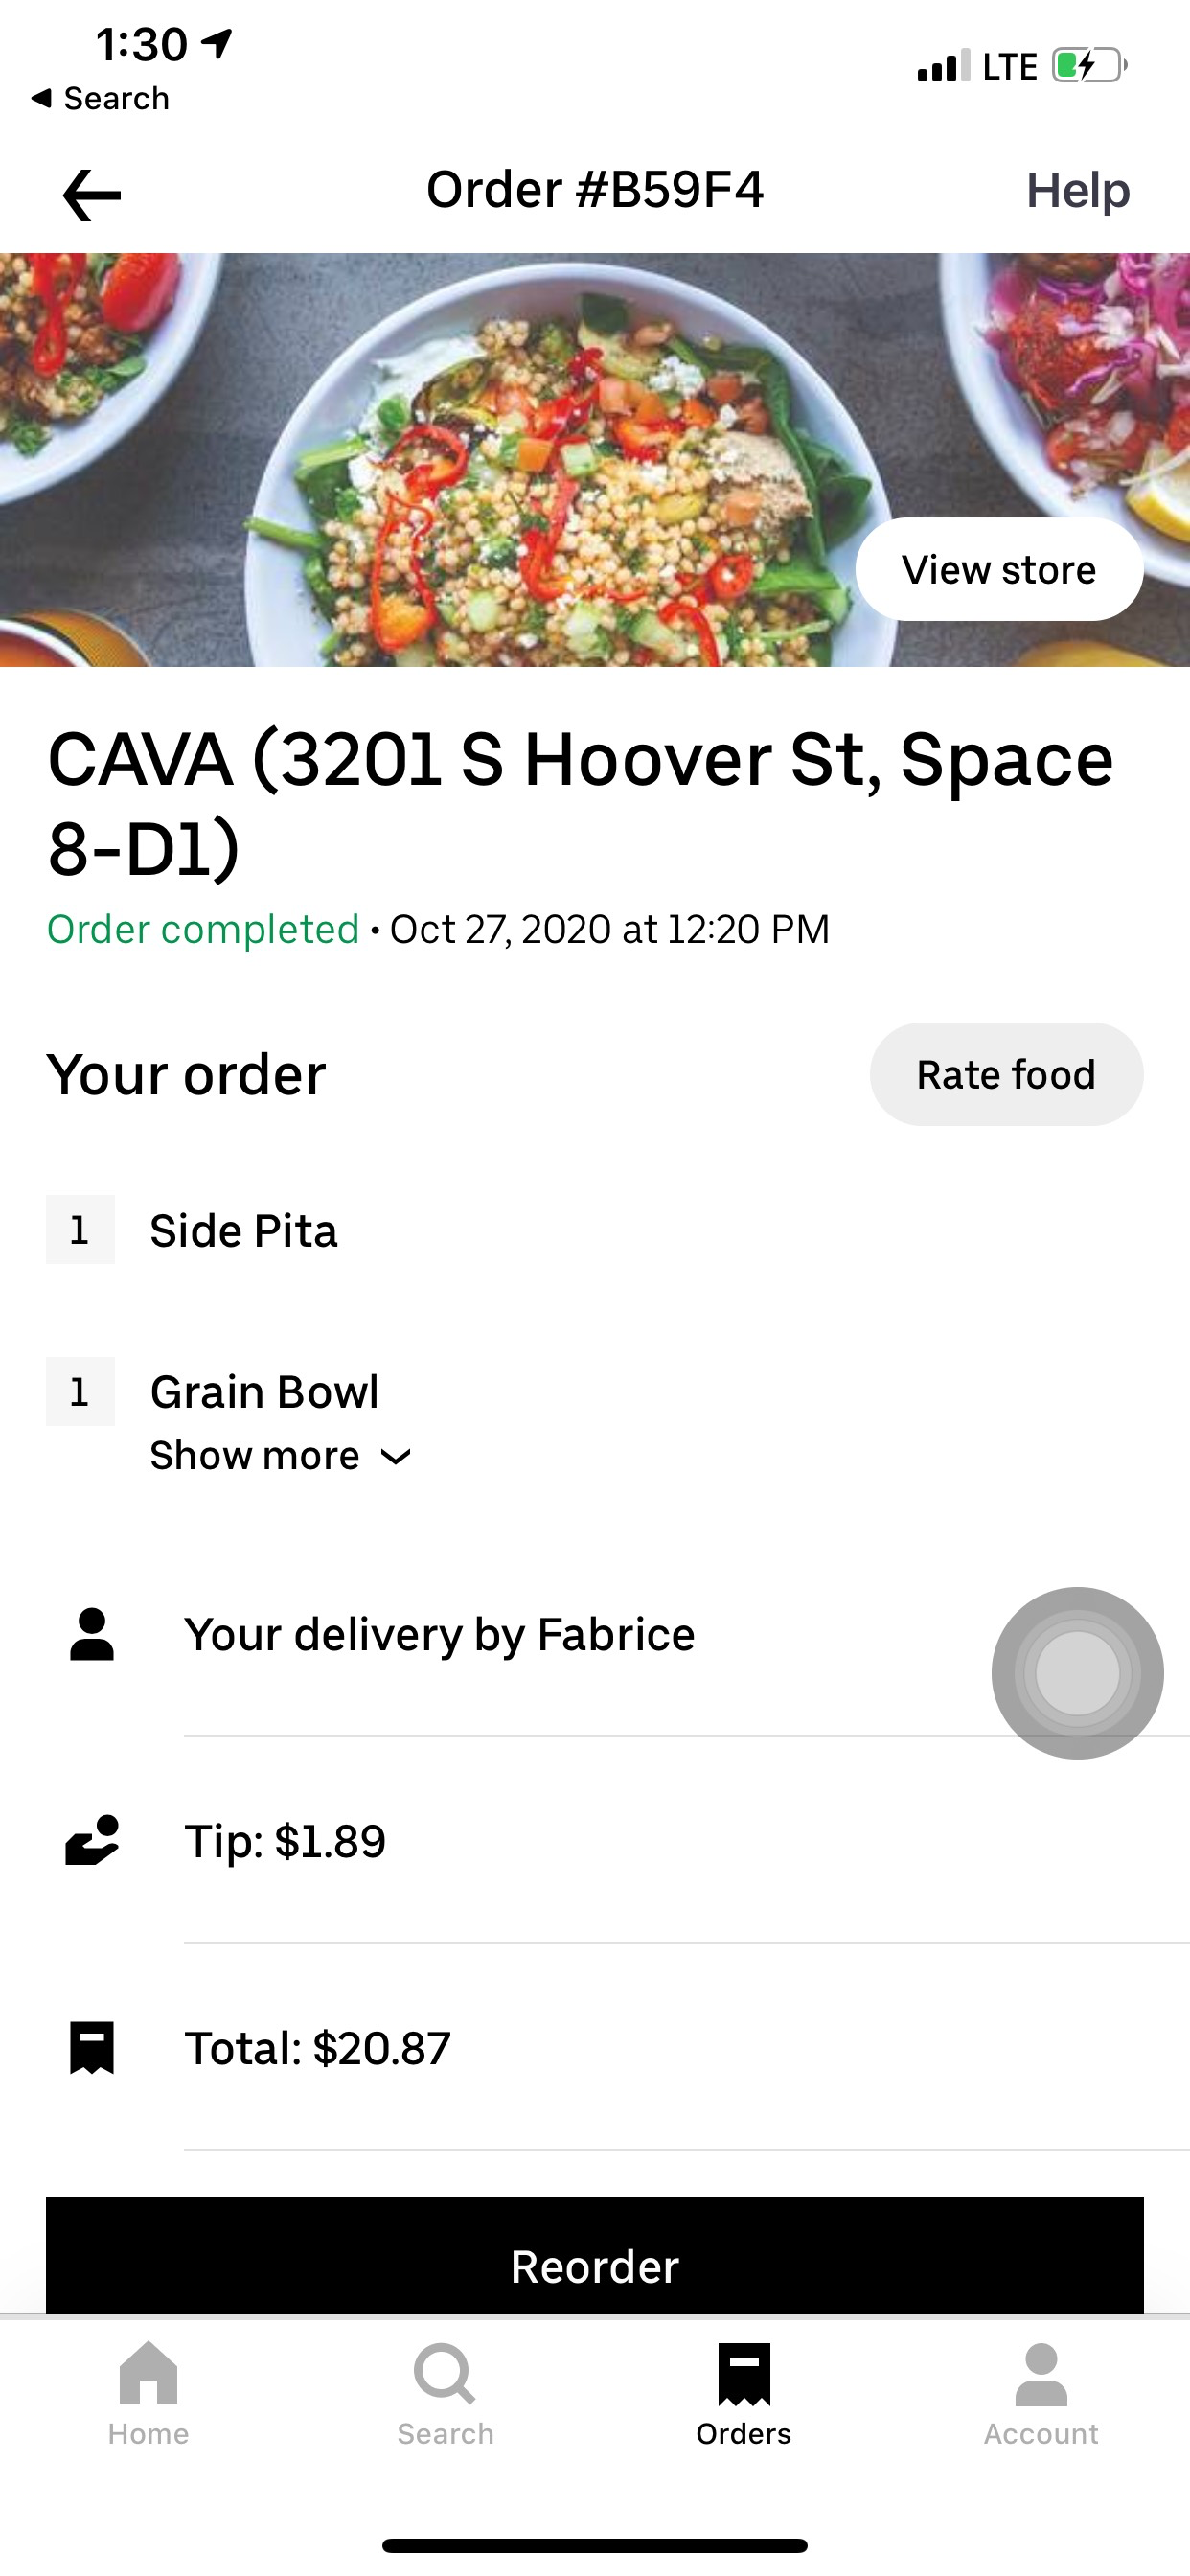 1:30
LTE
Search
Order #B59F4
Help
View store
CAVA (3201 S Hoover St, Space
8-D1)
Order completed • Oct 27, 2020 at 12:20 PM
Your order
Rate food
1 Side Pita
1 Grain Bowl
Show more
Your delivery by Fabrice
Tip: $1.89
Total: $20.87
Reorder
Home
Search
Orders
Account